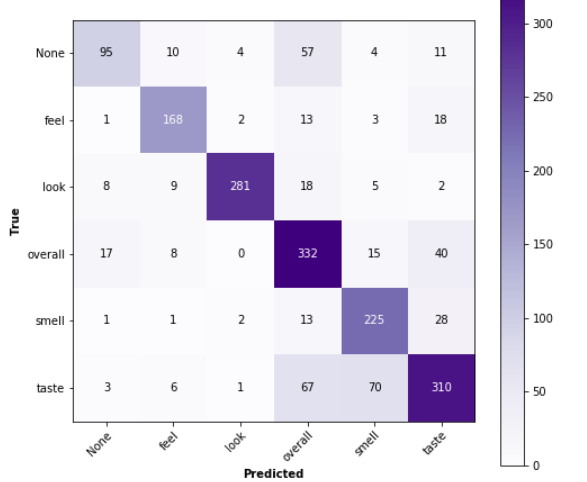 300
None 95 10 4 57 4 11
250
feel 1 168 2 13 3 18
200
look 8 9 281 18 5 2
True
150
overall 17 8 0 332 15 40
100
smell 1 1 2 13 225 28
50
taste 3 6 1 67 70 310
0
None feel look overall smell taste
Predicted